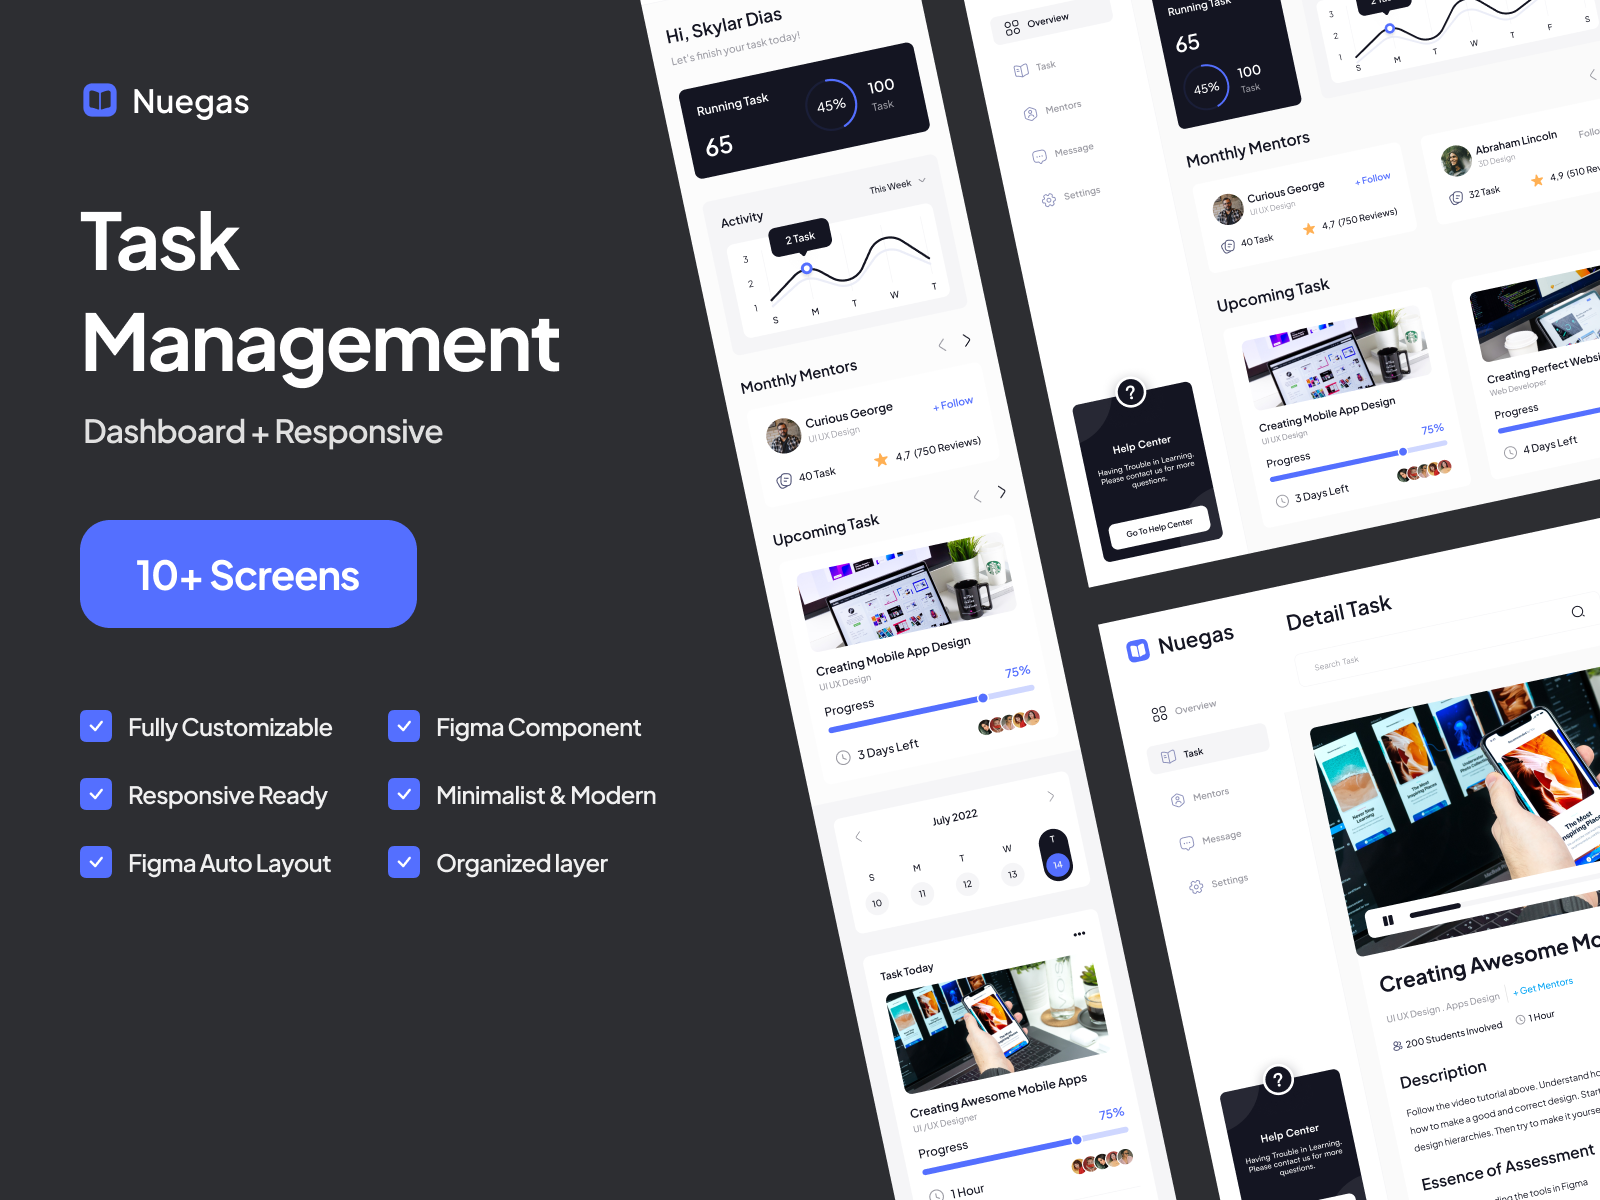 Nuegas
Task
Management
Dashboard + Responsive
10+ Screens
Fully Customizable
Figma Component
Responsive Ready
Minimalist & Modern
Figma Auto Layout
Organized layer
Hi, Skylar Dias
Let's finish your task today!
Running Task
65
45%
100
Task
Activity
This Week
2 Task
3
2
1
S M T W T
Monthly Mentors
Curious George
UI UX Design
+ Follow
40 Task
4,7 (750 Reviews)
Upcoming Task
Creating Mobile App Design
UI UX Design
Progress
75%
3 Days Left
July 2022
S M T W T
10 11 12 13 14
Task Today
Creating Awesome Mobile Apps
UI /UX Designer
Progress
75%
1 Hour
Overview
Task
Mentors
Message
Settings
Help Center
Having Trouble in Learning.
Please contact us for more
questions.
Go To Help Center
Running Task
65
45%
100
Task
3
2
1
S M T W T F S
Monthly Mentors
Curious George
UI UX Design
+ Follow
40 Task
4,7 (750 Reviews)
Abraham Lincoln
3D Design
32 Task
4,9 (510
Upcoming Task
Creating Mobile App Design
UI UX Design
Progress
75%
3 Days Left
Creating Perfect
Web Developer
Progress
4 Days Left
Nuegas
Overview
Task
Mentors
Message
Settings
Help Center
Having Trouble in Learning.
Please contact us for more
questions.
Detail Task
Search Task
Creating Awesome
UI UX Design . Apps Design
+ Get Mentors
200 Students Involved
1 Hour
Description
Follow the video tutorial above. Understand
how to make a good and correct design.
design hierarchies. Then try to make it
Essence of Assessment
the tools in Figma